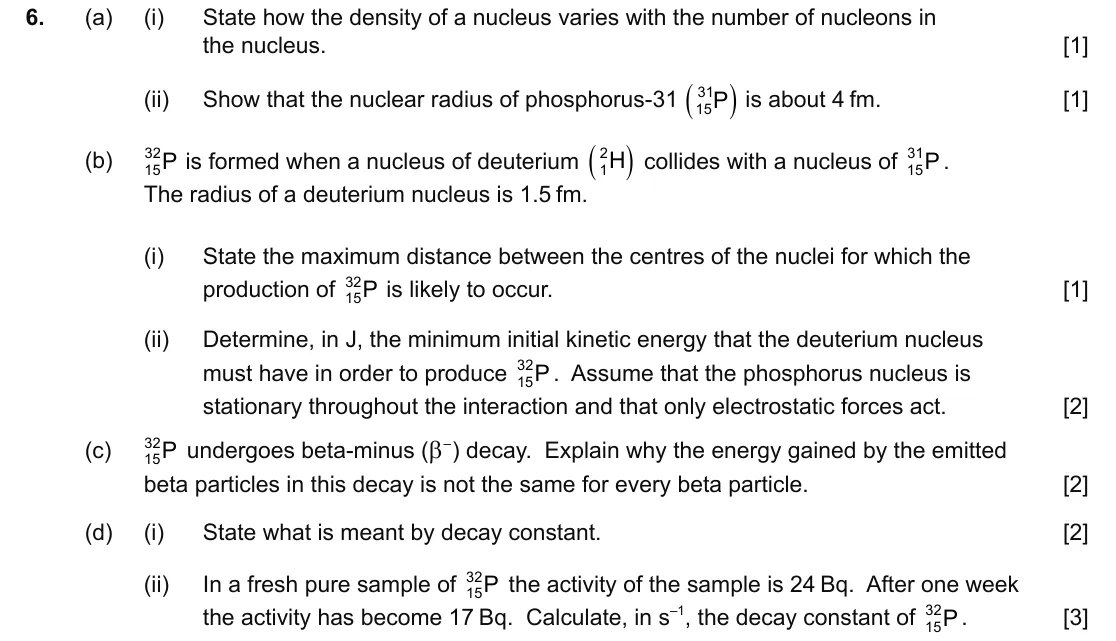 6. (a) (i) State how the density of a nucleus varies with the number of nucleons in
the nucleus. [1]
(ii) Show that the nuclear radius of phosphorus-31 (³¹₁₅P) is about 4 fm. [1]
(b) ³²₁₅P is formed when a nucleus of deuterium (²₁H) collides with a nucleus of ³¹₁₅P.
The radius of a deuterium nucleus is 1.5 fm.
(i) State the maximum distance between the centres of the nuclei for which the
production of ³²₁₅P is likely to occur. [1]
(ii) Determine, in J, the minimum initial kinetic energy that the deuterium nucleus
must have in order to produce ³²₁₅P. Assume that the phosphorus nucleus is
stationary throughout the interaction and that only electrostatic forces act. [2]
(c) ³²₁₅P undergoes beta-minus (β⁻) decay. Explain why the energy gained by the emitted
beta particles in this decay is not the same for every beta particle. [2]
(d) (i) State what is meant by decay constant. [2]
(ii) In a fresh pure sample of ³²₁₅P the activity of the sample is 24 Bq. After one week
the activity has become 17 Bq. Calculate, in s⁻¹, the decay constant of ³²₁₅P. [3]